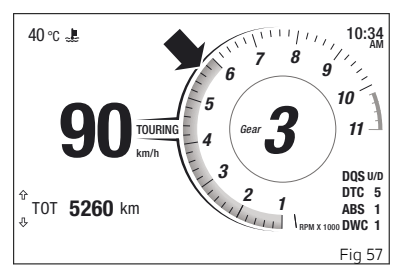 40 °C
10:34
AM
1 2 3 4 5 6 7 8 9 10 11
90
TOURING
km/h
Gear
3
DQS U/D
DTC 5
ABS 1
RPM X 1000 DWC 1
TOT 5260 km
Fig 57